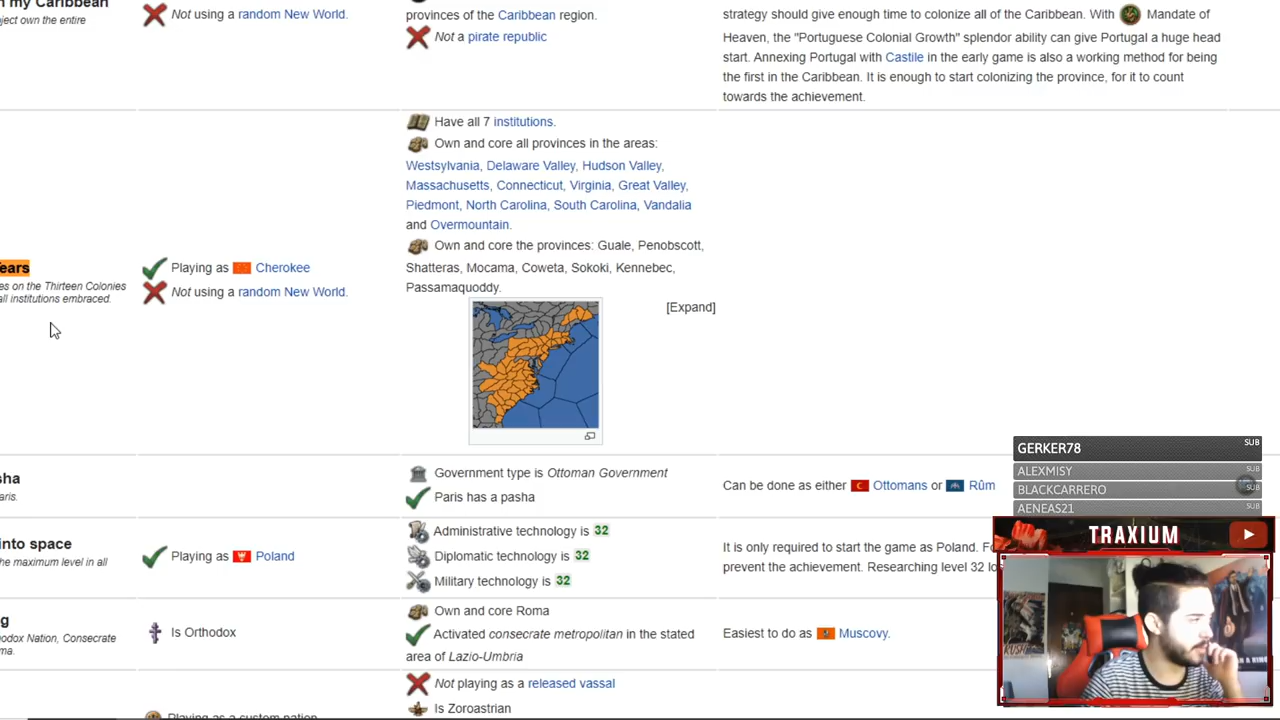 n my Caribbean
ject own the entire
Not using a random New World.
provinces of the Caribbean region.
Not a pirate republic
strategy should give enough time to colonize all of the Caribbean. With Mandate of
Heaven, the "Portuguese Colonial Growth" splendor ability can give Portugal a huge head
start. Annexing Portugal with Castile in the early game is also a working method for being
the first in the Caribbean. It is enough to start colonizing the province, for it to count
towards the achievement.
Tears
es on the Thirteen Colonies
all institutions embraced.
Playing as Cherokee
Not using a random New World.
Have all 7 institutions.
Own and core all provinces in the areas:
Westsylvania, Delaware Valley, Hudson Valley,
Massachusetts, Connecticut, Virginia, Great Valley,
Piedmont, North Carolina, South Carolina, Vandalia
and Overmountain.
Own and core the provinces: Guale, Penobscott,
Shatteras, Mocama, Coweta, Sokoki, Kennebec,
Passamaquoddy.
[Expand]
sha
aris.
Government type is Ottoman Government
Paris has a pasha
Can be done as either Ottomans or Rûm
into space
he maximum level in all
Playing as Poland
Administrative technology is 32
Diplomatic technology is 32
Military technology is 32
It is only required to start the game as Poland. Fo
prevent the achievement. Researching level 32 lo
g
odox Nation, Consecrate
ma.
Is Orthodox
Own and core Roma
Activated consecrate metropolitan in the stated
area of Lazio-Umbria
Easiest to do as Muscovy.
Playing as a custom nation
Not playing as a released vassal
Is Zoroastrian
GERKER78 SUB
ALEXMISY SUB
BLACKCARRERO SUB
AENEAS21 SUB
TRAXIUM